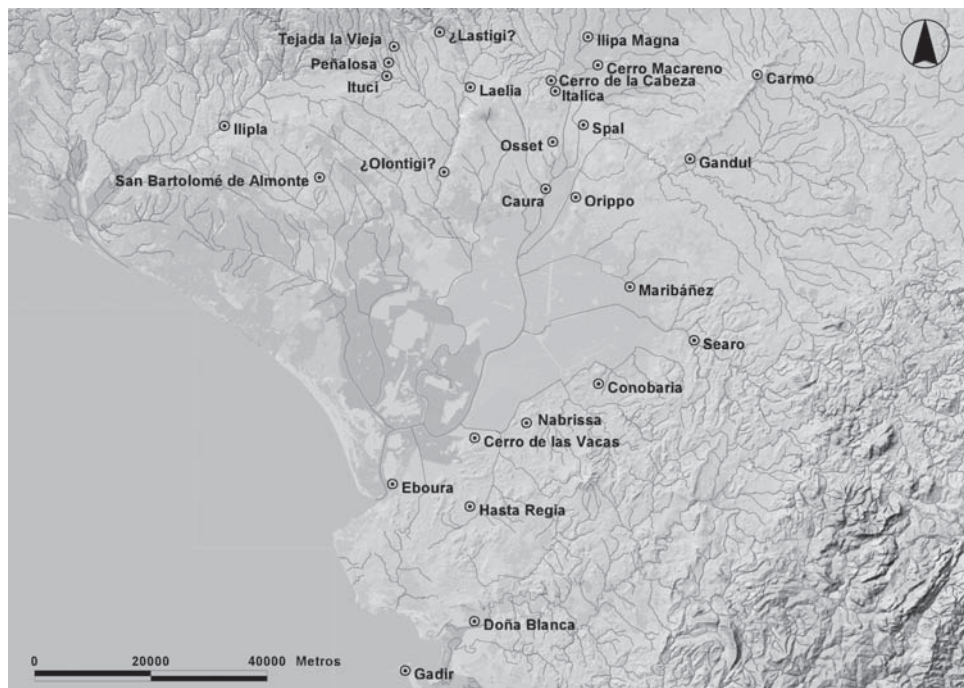 ¿Lastigi?
Ilipa Magna
Tejada la Vieja
Peñalosa
Cerro Macareno
Carmo
Ituci
Cerro de la Cabeza
Laelia
Italica
Ilipla
Spal
Osset
Gandul
¿Olontigi?
San Bartolomé de Almonte
Caura
Orippo
Maribáñez
Searo
Conobaria
Nabrissa
Cerro de las Vacas
Eboura
Hasta Regia
Doña Blanca
0 20000 40000 Metros
Gadir